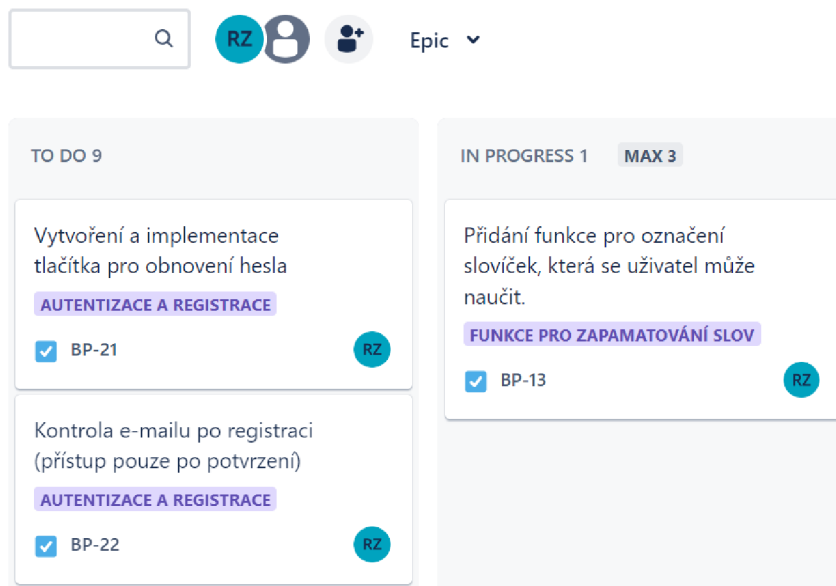 RZ
Epic
TO DO 9
Vytvoření a implementace
tlačítka pro obnovení hesla
AUTENTIZACE A REGISTRACE
BP-21
RZ
Kontrola e-mailu po registraci
(přístup pouze po potvrzení)
AUTENTIZACE A REGISTRACE
BP-22
RZ
IN PROGRESS 1 MAX 3
Přidání funkce pro označení
slovíček, která se uživatel může
naučit.
FUNKCE PRO ZAPAMATOVÁNÍ SLOV
BP-13
RZ